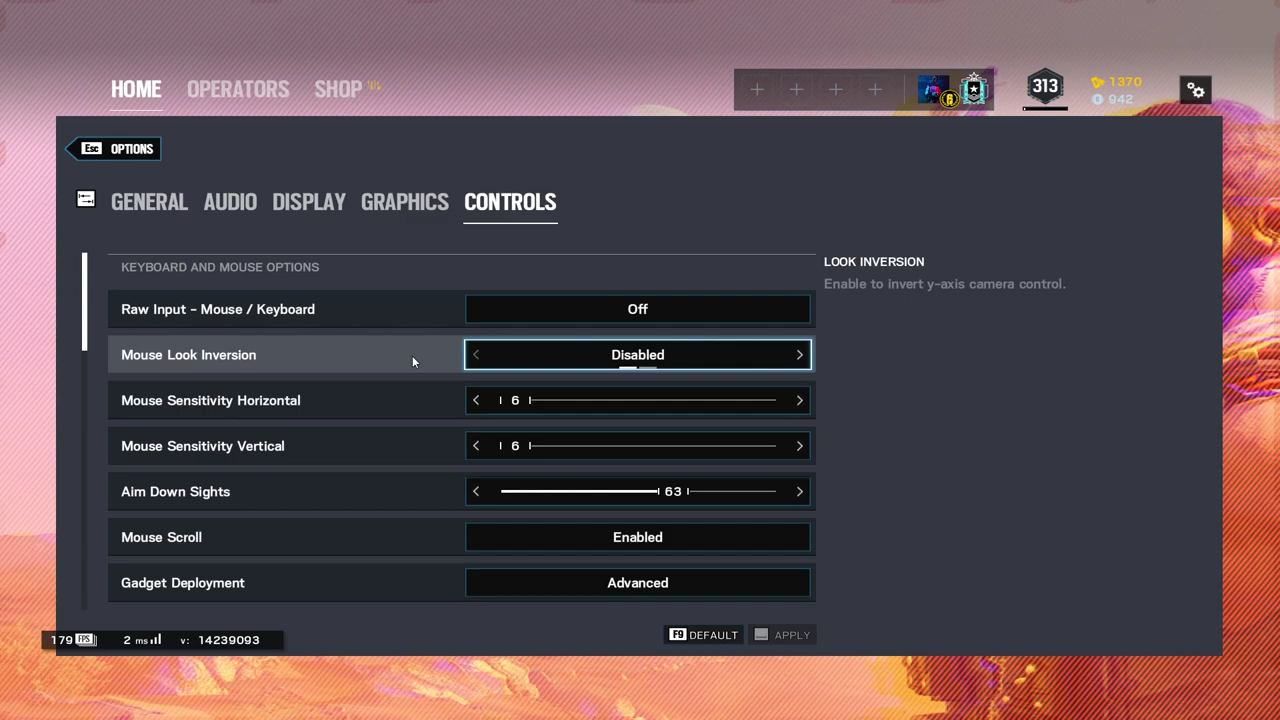 HOME OPERATORS SHOP
313
1370
942
Esc OPTIONS
GENERAL AUDIO DISPLAY GRAPHICS CONTROLS
KEYBOARD AND MOUSE OPTIONS
LOOK INVERSION
Enable to invert y-axis camera control.
Raw Input - Mouse / Keyboard Off
Mouse Look Inversion Disabled
Mouse Sensitivity Horizontal 6
Mouse Sensitivity Vertical 6
Aim Down Sights 63
Mouse Scroll Enabled
Gadget Deployment Advanced
179 FPS 2 ms v: 14239093
F9 DEFAULT APPLY